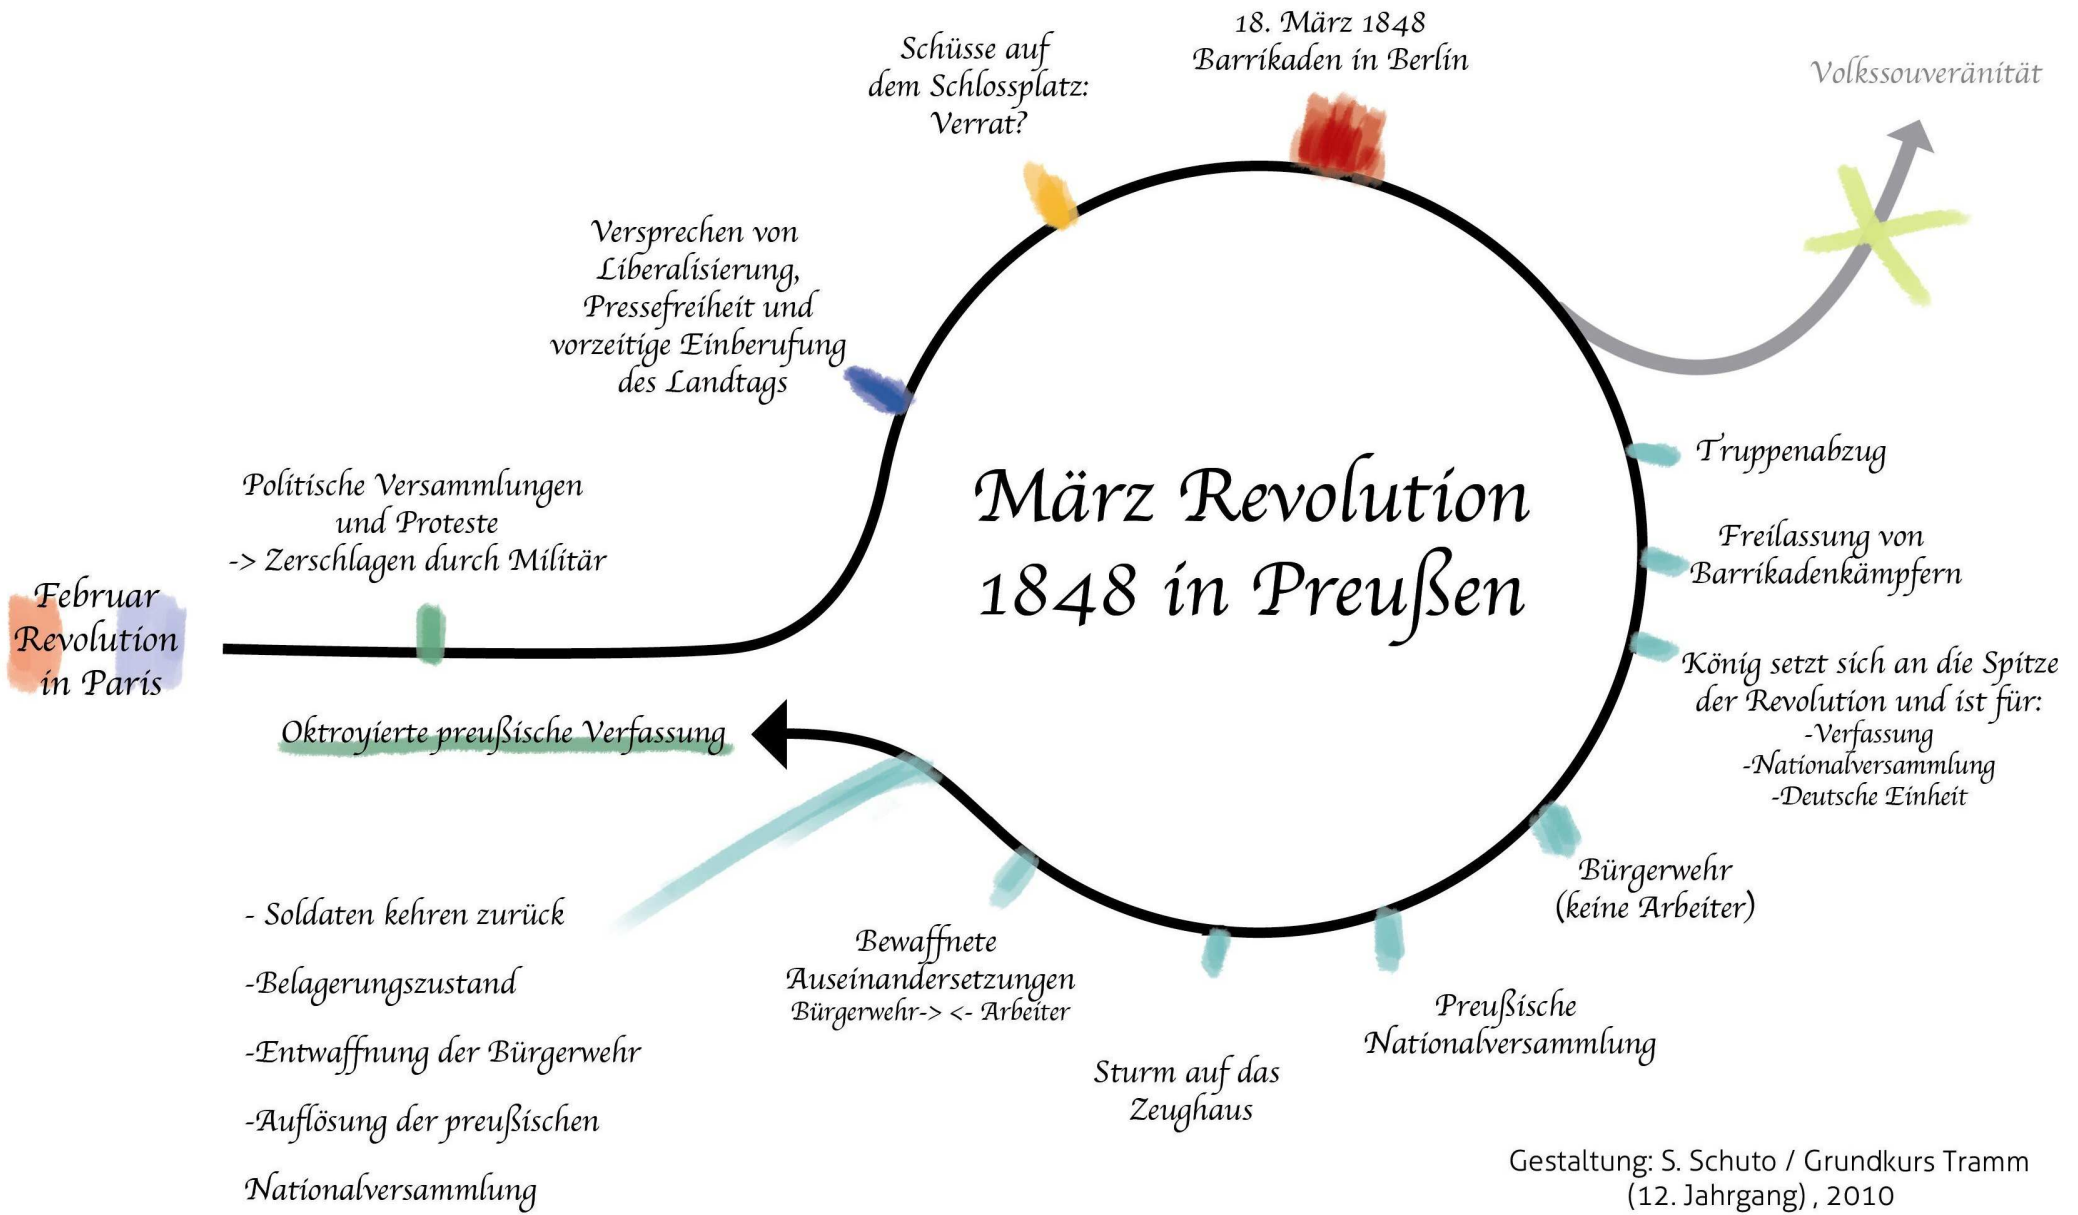 März Revolution
1848 in Preußen
Februar
Revolution
in Paris
Politische Versammlungen
und Proteste
-> Zerschlagen durch Militär
Versprechen von
Liberalisierung,
Pressefreiheit und
vorzeitige Einberufung
des Landtags
Schüsse auf
dem Schlossplatz:
Verrat?
18. März 1848
Barrikaden in Berlin
Volkssouveränität
Truppenabzug
Freilassung von
Barrikadenkämpfern
König setzt sich an die Spitze
der Revolution und ist für:
-Verfassung
-Nationalversammlung
-Deutsche Einheit
Bürgerwehr
(keine Arbeiter)
Preußische
Nationalversammlung
Sturm auf das
Zeughaus
Bewaffnete
Auseinandersetzungen
Bürgerwehr-> <- Arbeiter
- Soldaten kehren zurück
-Belagerungszustand
-Entwaffnung der Bürgerwehr
-Auflösung der preußischen
Nationalversammlung
Oktroyierte preußische Verfassung
Gestaltung: S. Schuto / Grundkurs Tramm
(12. Jahrgang) , 2010